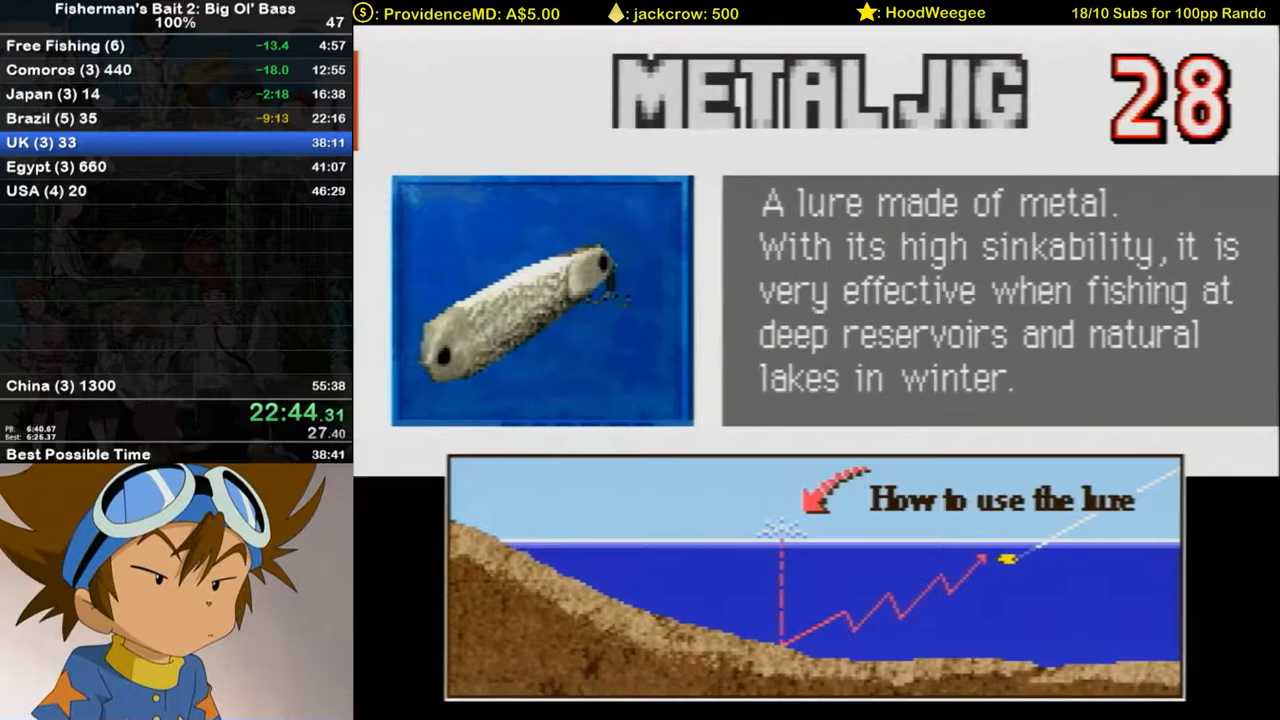 Fisherman's Bait 2: Big Ol' Bass
100% 47
Free Fishing (6) −13.4 4:57
Comoros (3) 440 −18.0 12:55
Japan (3) 14 −2:18 16:38
Brazil (5) 35 −9:13 22:16
UK (3) 33 38:11
Egypt (3) 660 41:07
USA (4) 20 46:29
China (3) 1300 55:38
22:44.31
PB: 6:40.67
Best: 6:26.37
27.40
Best Possible Time 38:41
$: ProvidenceMD: A$5.00
: jackcrow: 500
: HoodWeegee
18/10 Subs for 100pp Rando
METAL JIG 28
A lure made of metal.
With its high sinkability, it is
very effective when fishing at
deep reservoirs and natural
lakes in winter.
How to use the lure